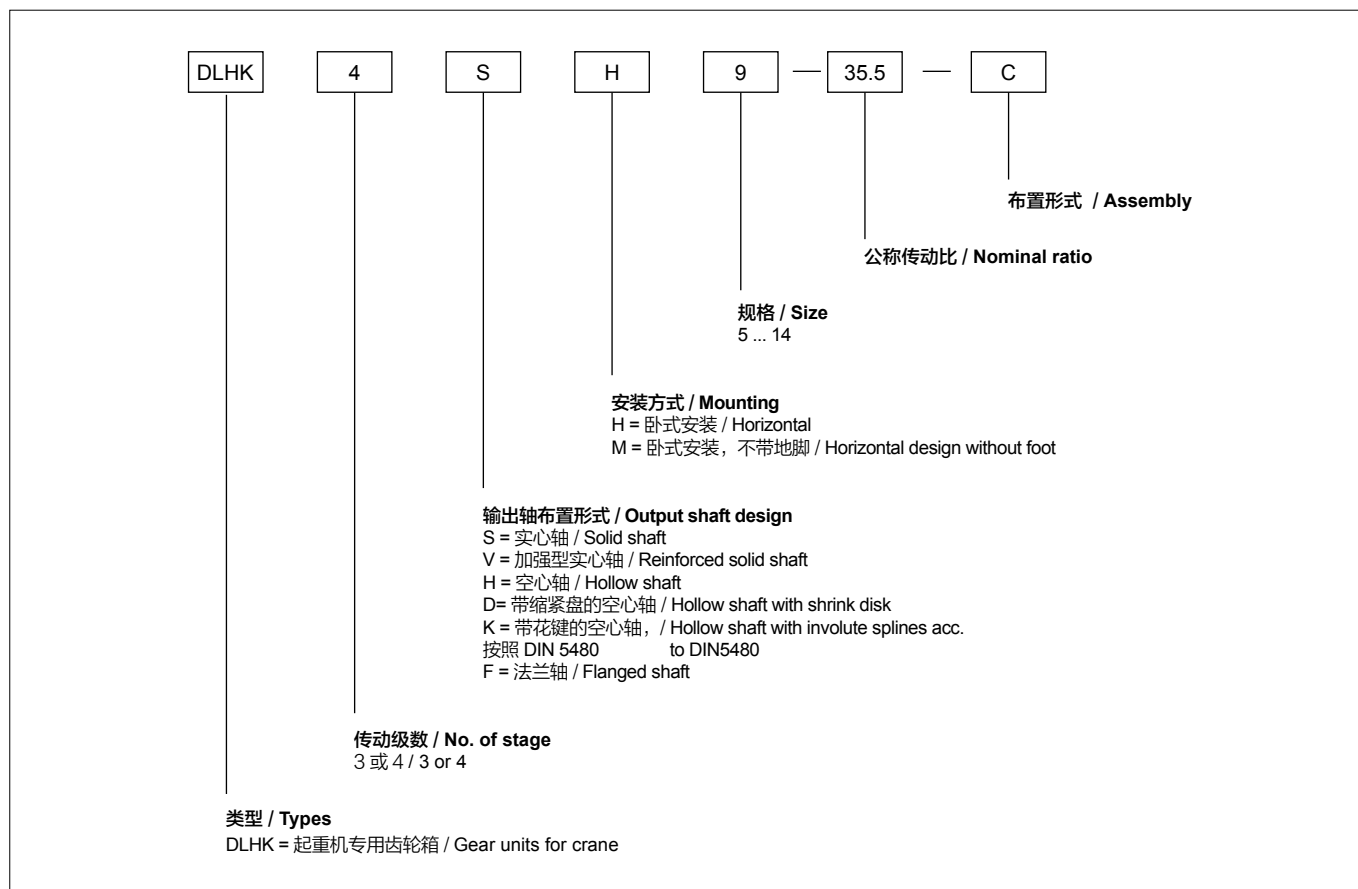 DLHK 4 S H 9 — 35.5 — C
布置形式 / Assembly
公称传动比 / Nominal ratio
规格 / Size
5 ... 14
安装方式 / Mounting
H = 卧式安装 / Horizontal
M = 卧式安装，不带地脚 / Horizontal design without foot
输出轴布置形式 / Output shaft design
S = 实心轴 / Solid shaft
V = 加强型实心轴 / Reinforced solid shaft
H = 空心轴 / Hollow shaft
D= 带缩紧盘的空心轴 / Hollow shaft with shrink disk
K = 带花键的空心轴，/ Hollow shaft with involute splines acc.
按照 DIN 5480 to DIN5480
F = 法兰轴 / Flanged shaft
传动级数 / No. of stage
3 或 4 / 3 or 4
类型 / Types
DLHK = 起重机专用齿轮箱 / Gear units for crane